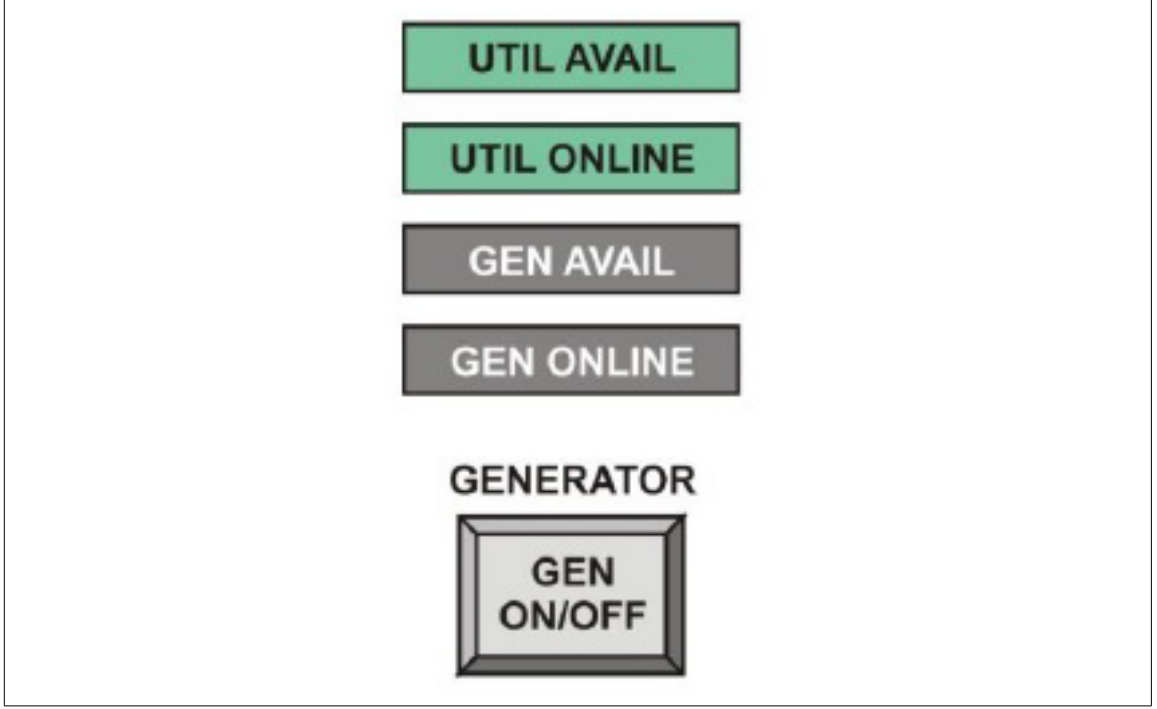 UTIL AVAIL
UTIL ONLINE
GEN AVAIL
GEN ONLINE
GENERATOR
GEN
ON/OFF